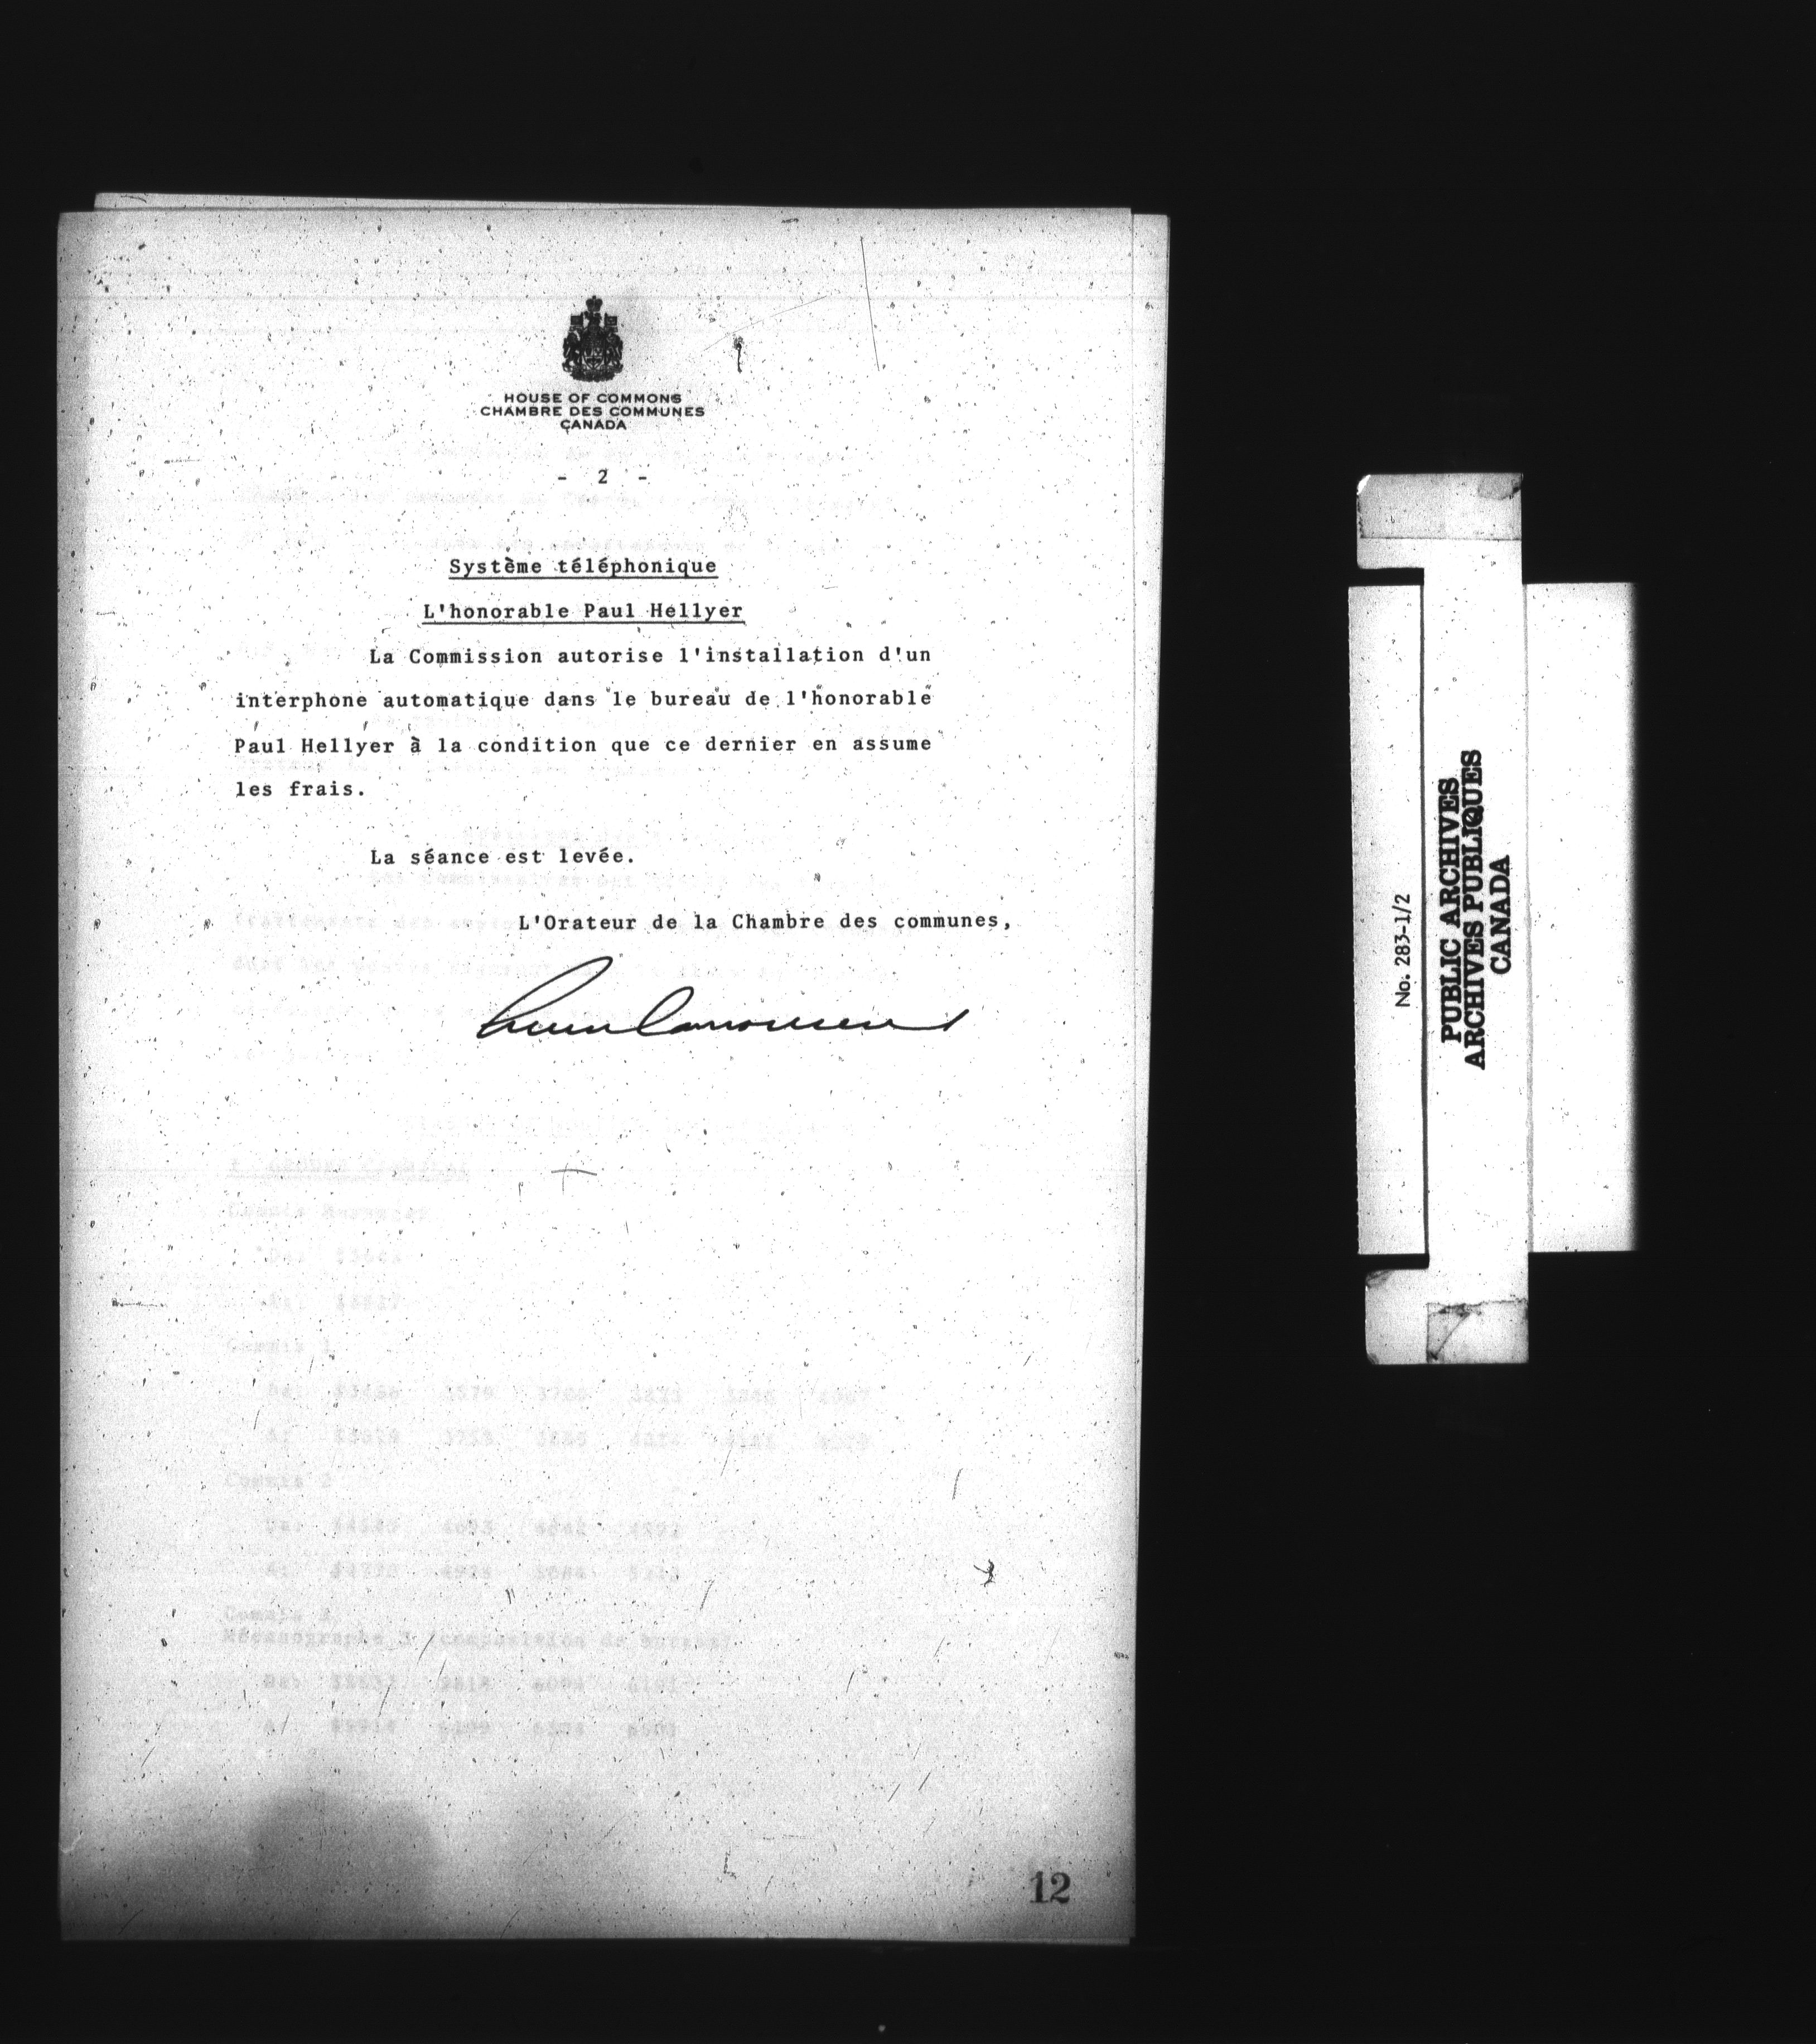 HOUSE OF COMMONS
CHAMBRE DES COMMUNES
CANADA
- 2 -
Système téléphonique
L'honorable Paul Hellyer
La Commission autorise l'installation d'un
interphone automatique dans le bureau de l'honorable
Paul Hellyer à la condition que ce dernier en assume
les frais.
La séance est levée.
L'Orateur de la Chambre des communes,
12
No. 283-1/2
PUBLIC ARCHIVES
ARCHIVES PUBLIQUES
CANADA